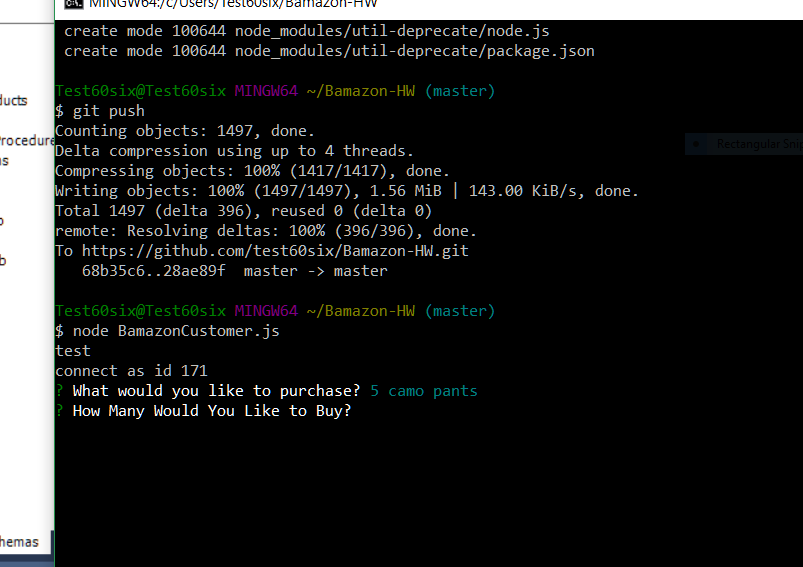 MINGW64:/c/Users/Test60six/Bamazon-HW
create mode 100644 node_modules/util-deprecate/node.js
create mode 100644 node_modules/util-deprecate/package.json
Test60six@Test60six MINGW64 ~/Bamazon-HW (master)
$ git push
Counting objects: 1497, done.
Delta compression using up to 4 threads.
Compressing objects: 100% (1417/1417), done.
Writing objects: 100% (1497/1497), 1.56 MiB | 143.00 KiB/s, done.
Total 1497 (delta 396), reused 0 (delta 0)
remote: Resolving deltas: 100% (396/396), done.
To https://github.com/test60six/Bamazon-HW.git
68b35c6..28ae89f  master -> master
Test60six@Test60six MINGW64 ~/Bamazon-HW (master)
$ node BamazonCustomer.js
test
connect as id 171
? What would you like to purchase? 5 camo pants
? How Many Would You Like to Buy?
ducts
rocedure
s
b
hemas
Rectangular Snip